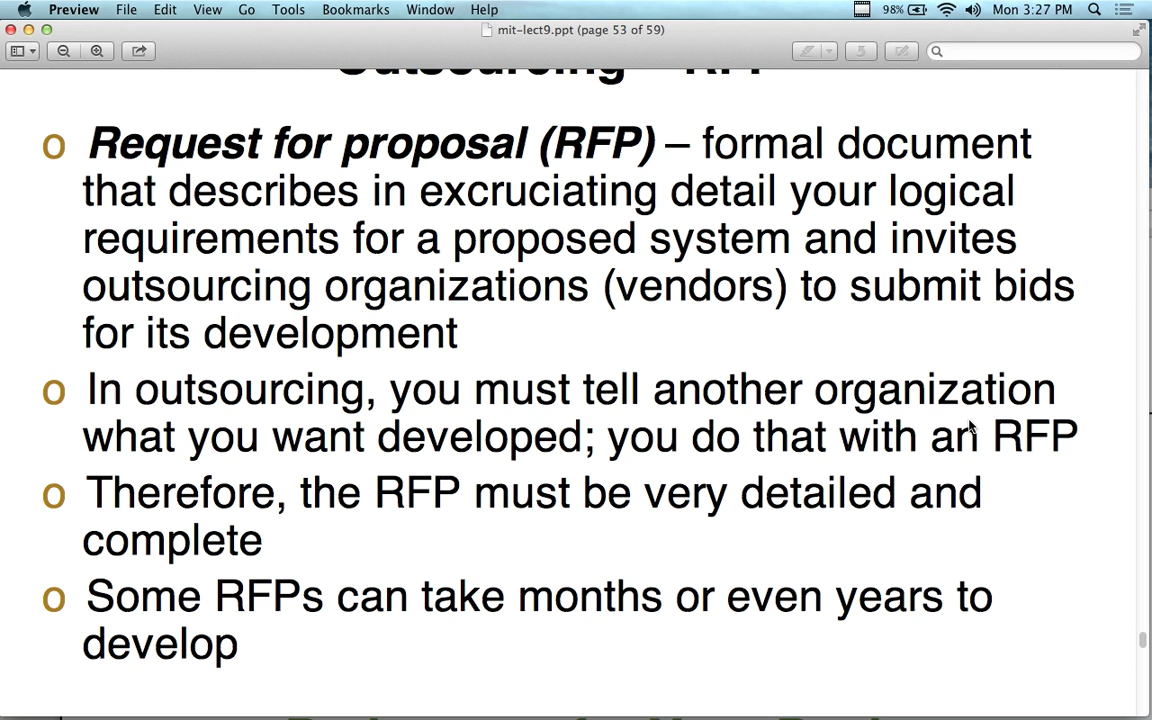 Preview File Edit View Go Tools Bookmarks Window Help 98% Mon 3:27 PM
mit-lect9.ppt (page 53 of 59)
Outsourcing – RFP
o Request for proposal (RFP) – formal document
that describes in excruciating detail your logical
requirements for a proposed system and invites
outsourcing organizations (vendors) to submit bids
for its development
o In outsourcing, you must tell another organization
what you want developed; you do that with an RFP
o Therefore, the RFP must be very detailed and
complete
o Some RFPs can take months or even years to
develop